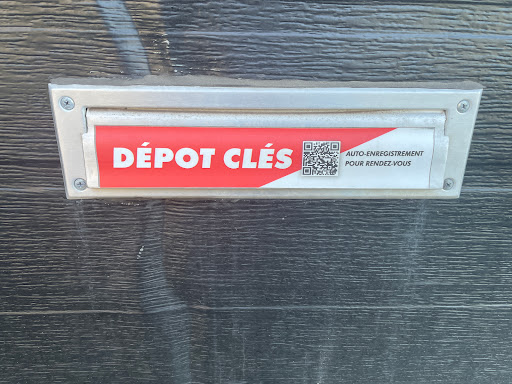 DÉPOT CLÉS
AUTO-ENREGISTREMENT
POUR RENDEZ-VOUS